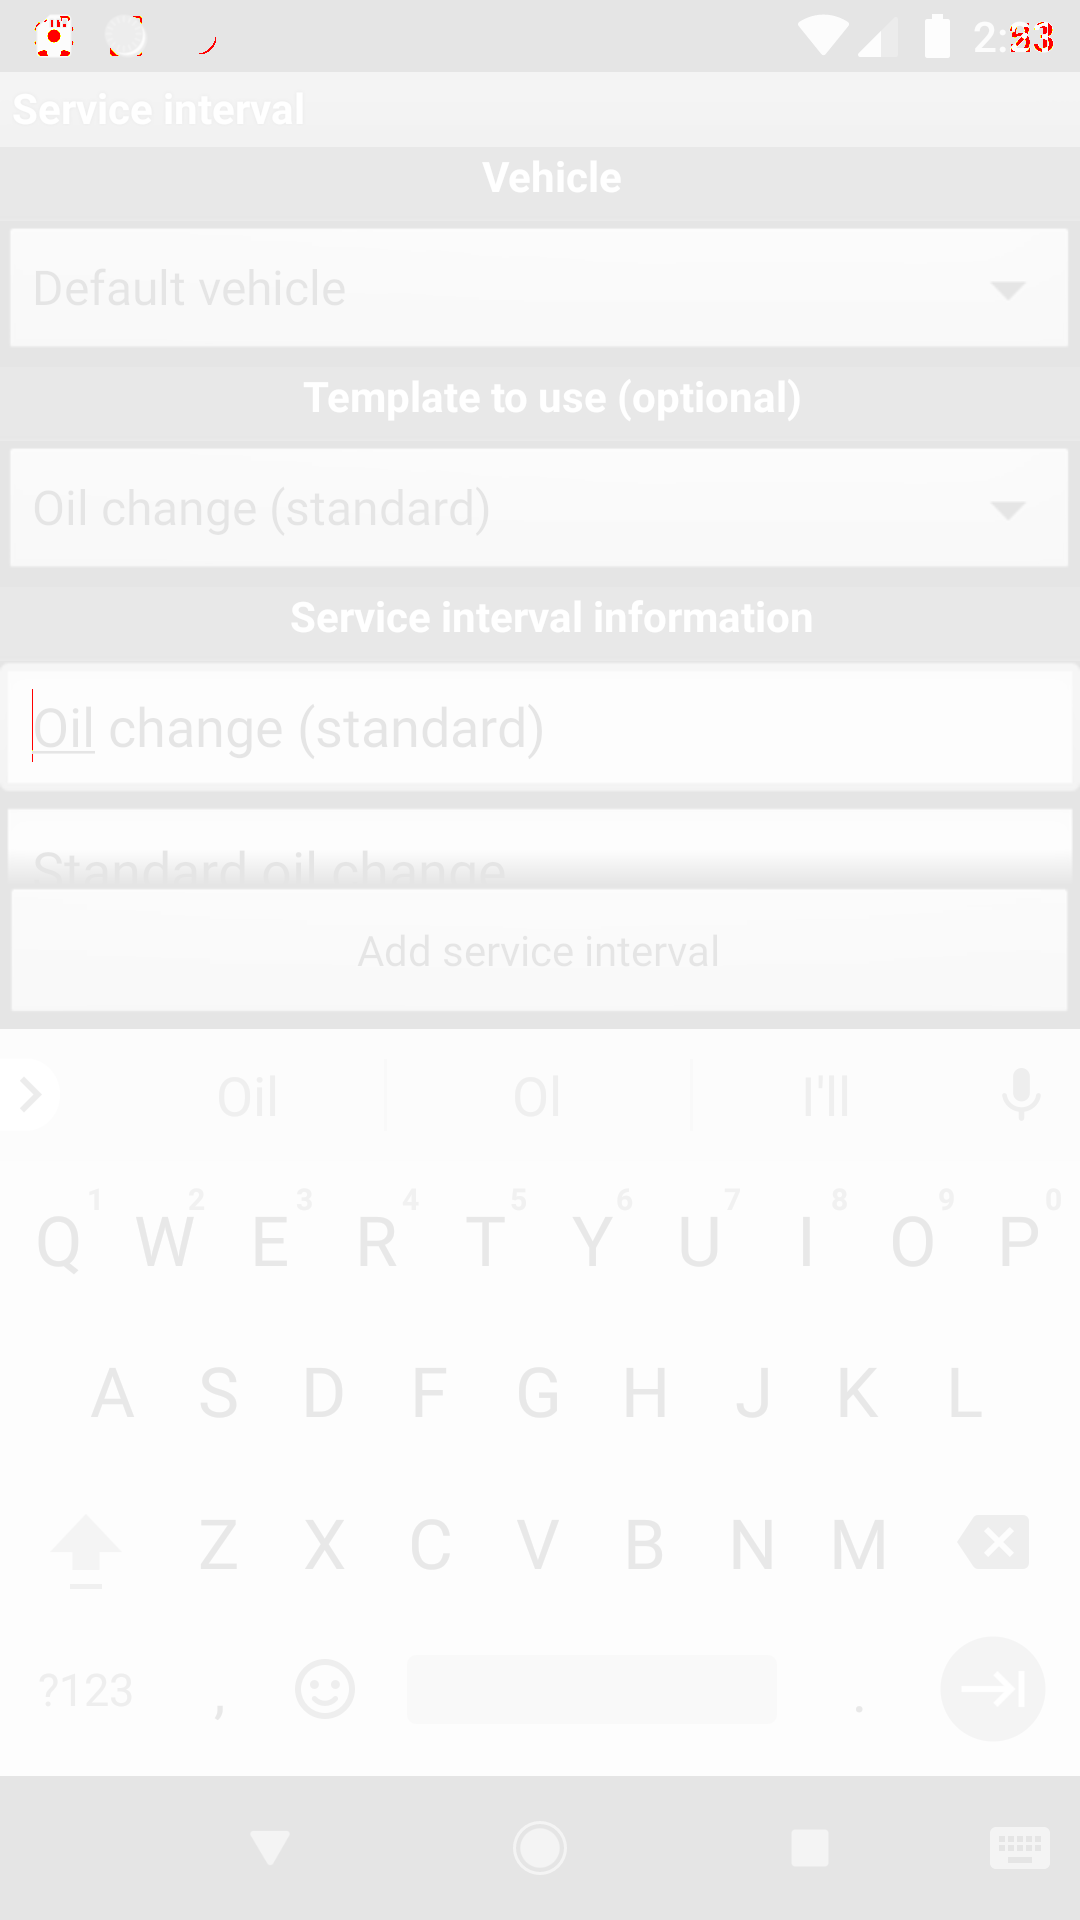 Service interval
Vehicle
Default vehicle
Template to use (optional)
Oil change (standard)
Service interval information
Oil change (standard)
Standard oil change
Add service interval
Oil Ol I'll
1 2 3 4 5 6 7 8 9 0
Q W E R T Y U I O P
A S D F G H J K L
Z X C V B N M
?123 , .